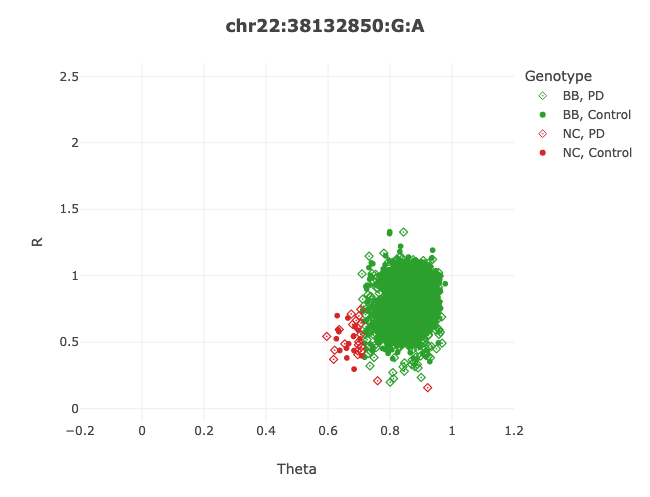 chr22:38132850:G:A
Genotype
BB, PD
BB, Control
NC, PD
NC, Control
2.5
2
1.5
1
0.5
0
R
−0.2
0
0.2
0.4
0.6
0.8
1
1.2
Theta